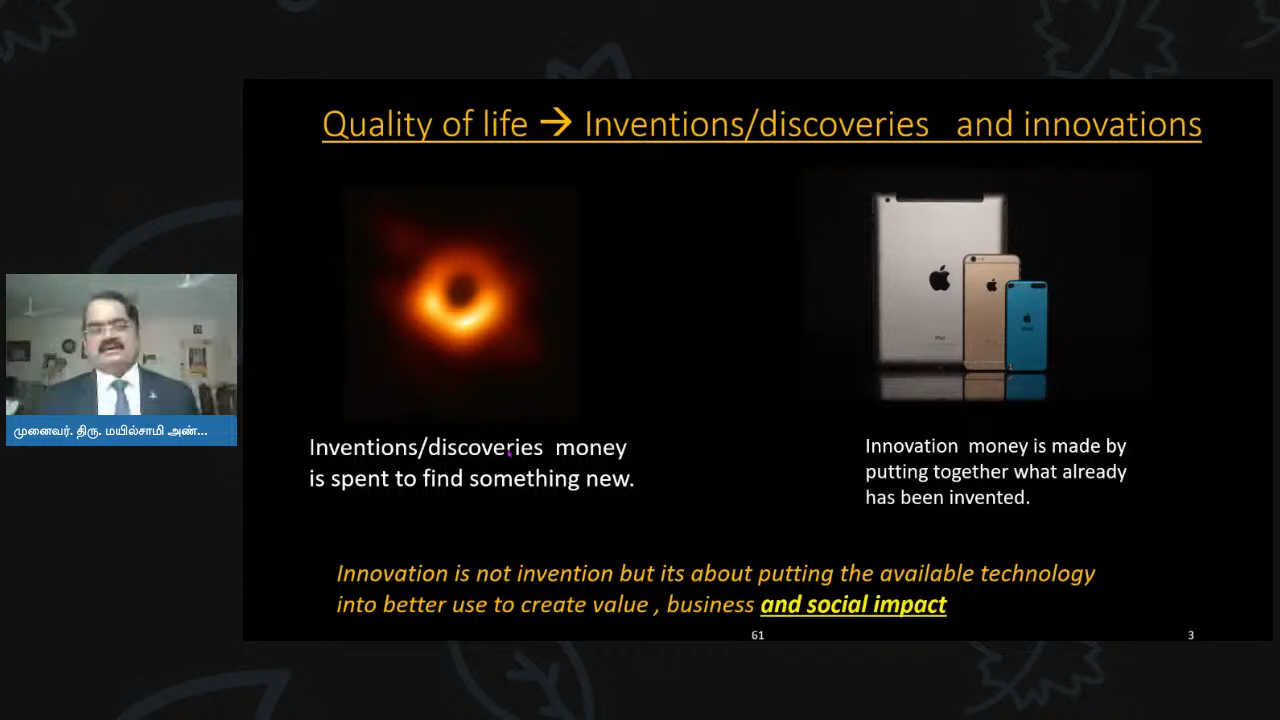 Quality of life → Inventions/discoveries and innovations
Inventions/discoveries money
is spent to find something new.
Innovation money is made by
putting together what already
has been invented.
Innovation is not invention but its about putting the available technology
into better use to create value , business and social impact
61
3
முனைவர். திரு. மயில்சாமி அண்...